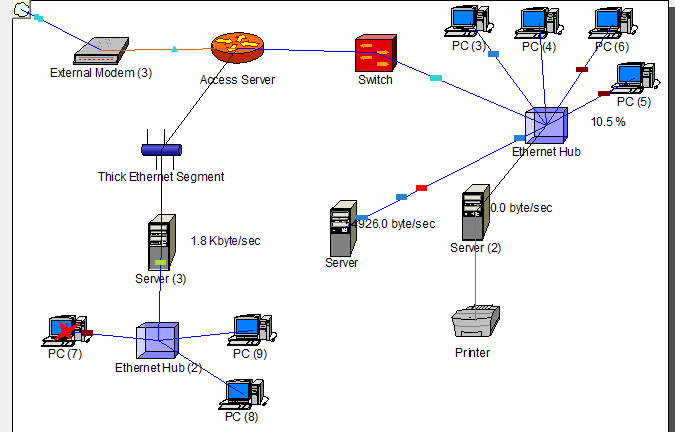 PC (3)
PC (4)
PC (6)
External Modem (3)
Access Server
Switch
PC (5)
10.5 %
Ethernet Hub
Thick Ethernet Segment
0.0 byte/sec
4926.0 byte/sec
1.8 Kbyte/sec
Server (2)
Server
Server (3)
PC (7)
PC (9)
Printer
Ethernet Hub (2)
PC (8)